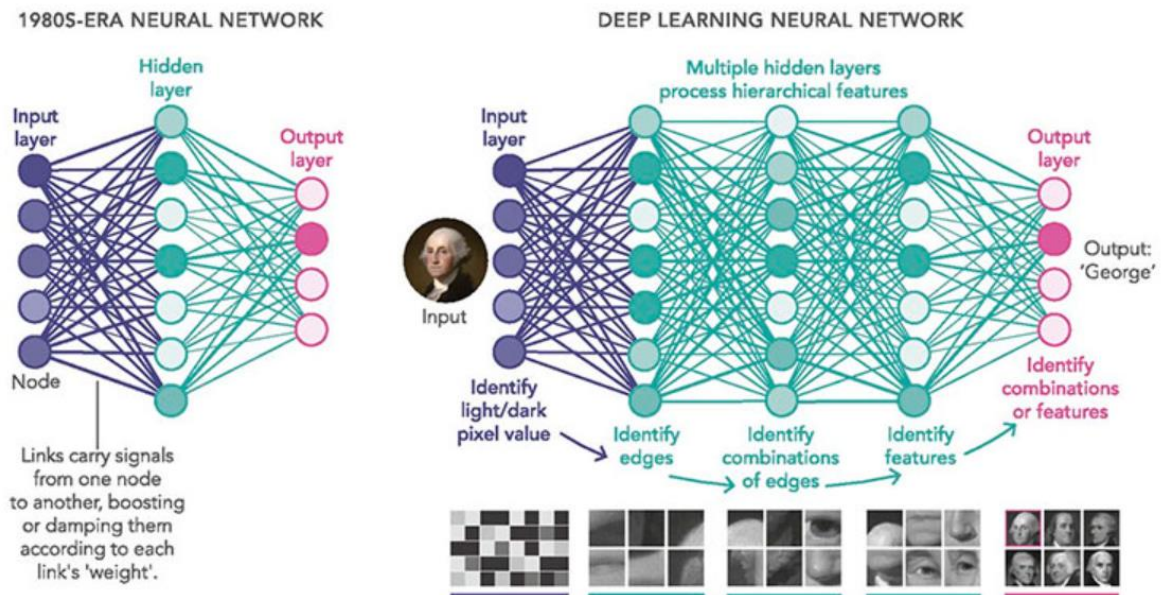 1980S-ERA NEURAL NETWORK
Hidden
layer
Input
layer
Output
layer
Node
Links carry signals
from one node
to another, boosting
or damping them
according to each
link's 'weight'.
DEEP LEARNING NEURAL NETWORK
Multiple hidden layers
process hierarchical features
Input
layer
Output
layer
Input
Output:
'George'
Identify
light/dark
pixel value
Identify
edges
Identify
combinations
of edges
Identify
features
Identify
combinations
or features